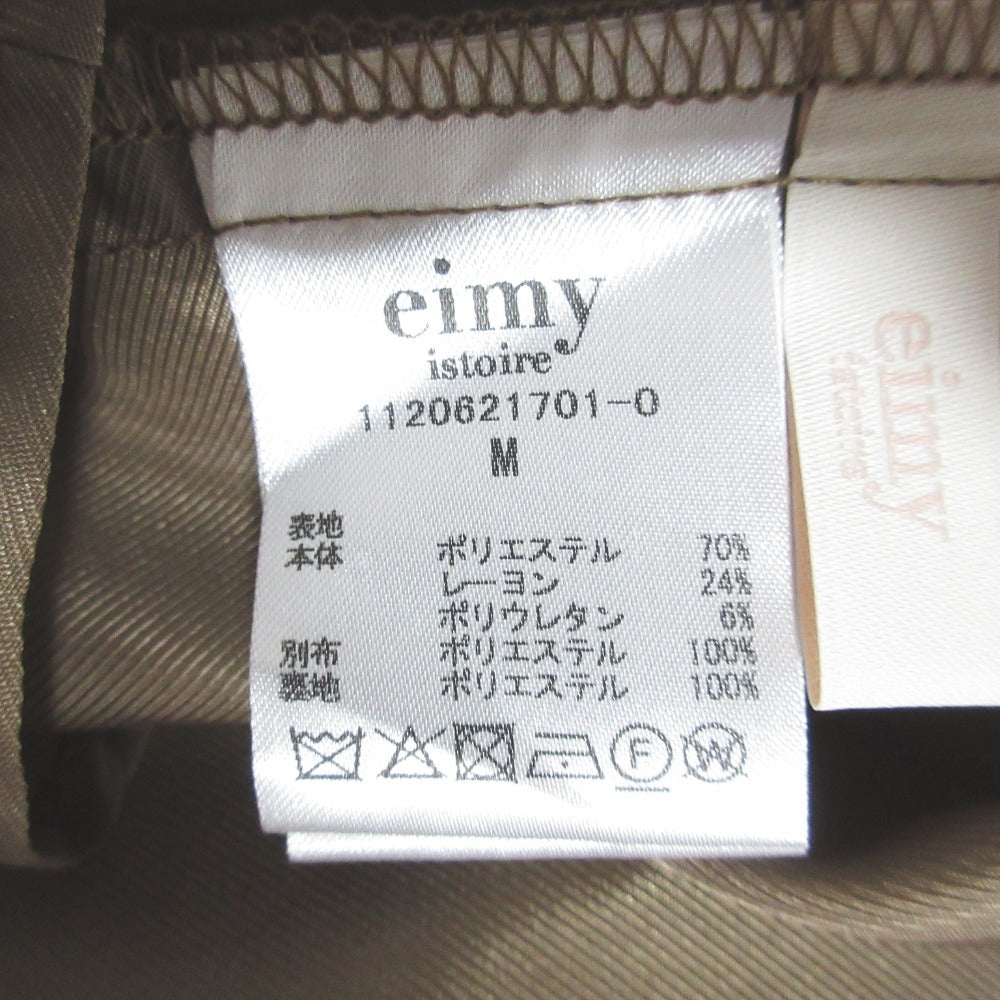 eimy
istoire
1120621701-0
M
表地
本体 ポリエステル 70%
レーヨン 24%
ポリウレタン 6%
別布 ポリエステル 100%
裏地 ポリエステル 100%
F W
eimy
istoire